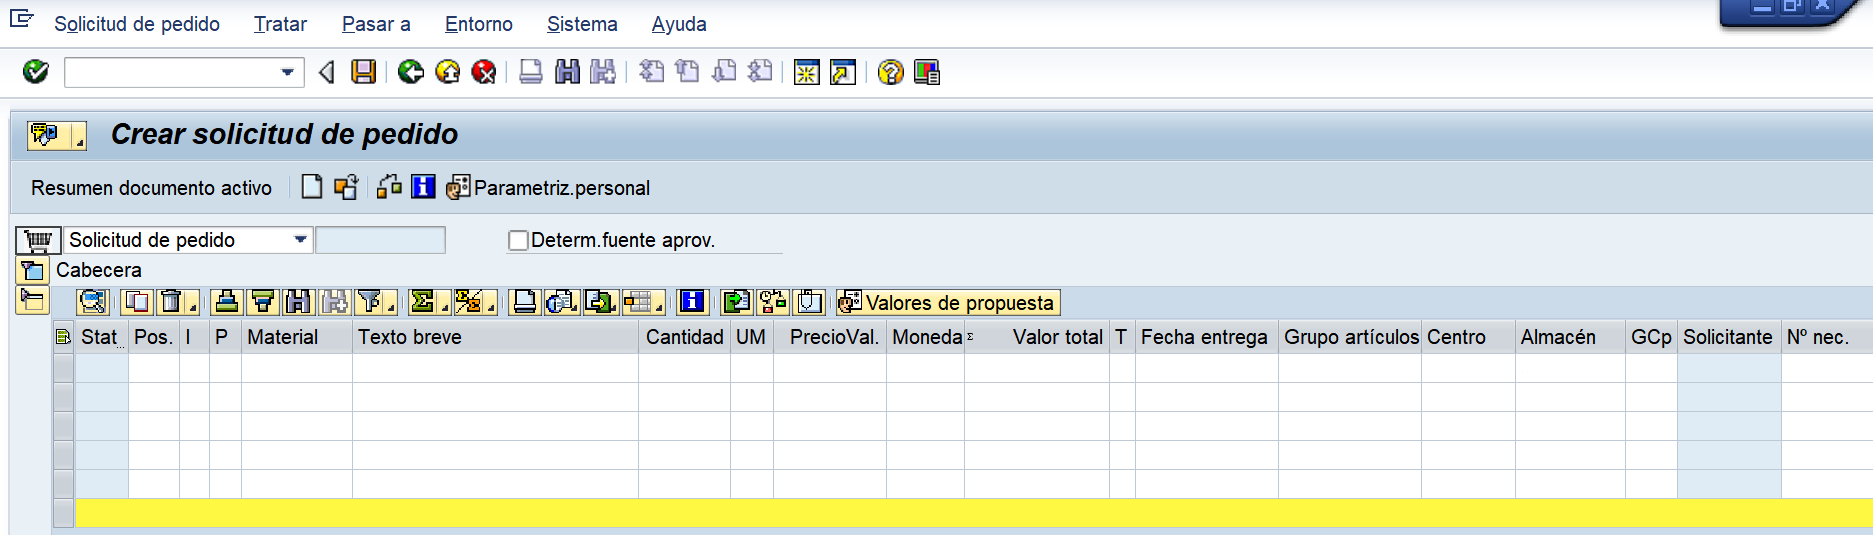 Solicitud de pedido Tratar Pasar a Entorno Sistema Ayuda
Crear solicitud de pedido
Resumen documento activo Parametriz.personal
Solicitud de pedido Determ.fuente aprov.
Cabecera
Valores de propuesta
Stat Pos. I P Material Texto breve Cantidad UM PrecioVal. Moneda Σ Valor total T Fecha entrega Grupo artículos Centro Almacén GCp Solicitante Nº nec.